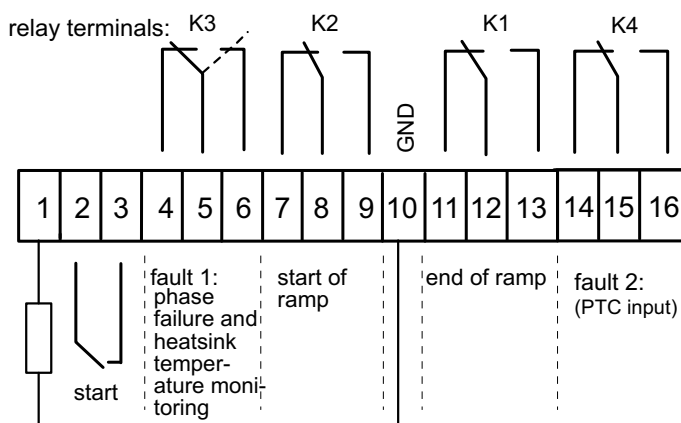 relay terminals: K3 K2 K1 K4
GND
1 2 3 4 5 6 7 8 9 10 11 12 13 14 15 16
start
fault 1:
phase
failure and
heatsink
temper-
ature moni-
toring
start of
ramp
end of ramp
fault 2:
(PTC input)